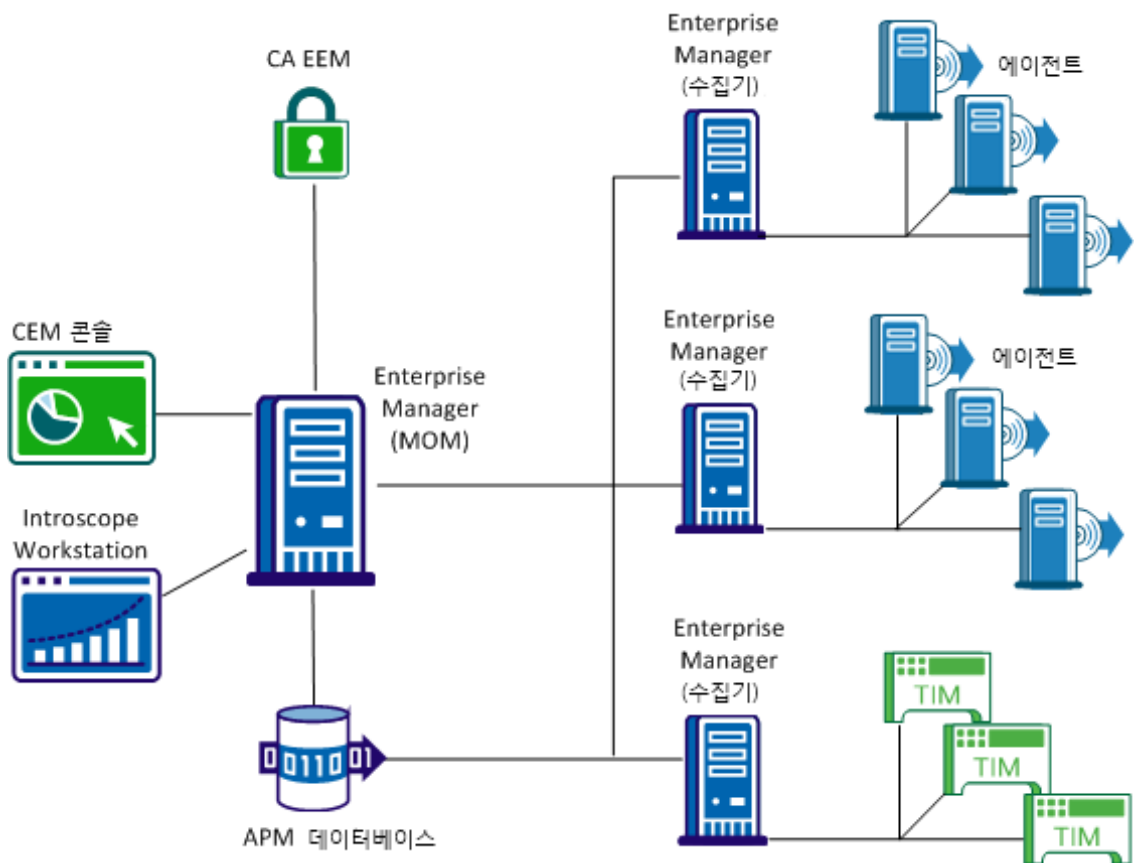 CA EEM
Enterprise
Manager
(수집기)
에이전트
CEM 콘솔
Enterprise
Manager
(MOM)
Enterprise
Manager
(수집기)
에이전트
Introscope
Workstation
Enterprise
Manager
(수집기)
TIM
TIM
TIM
0 0110 01
APM 데이터베이스